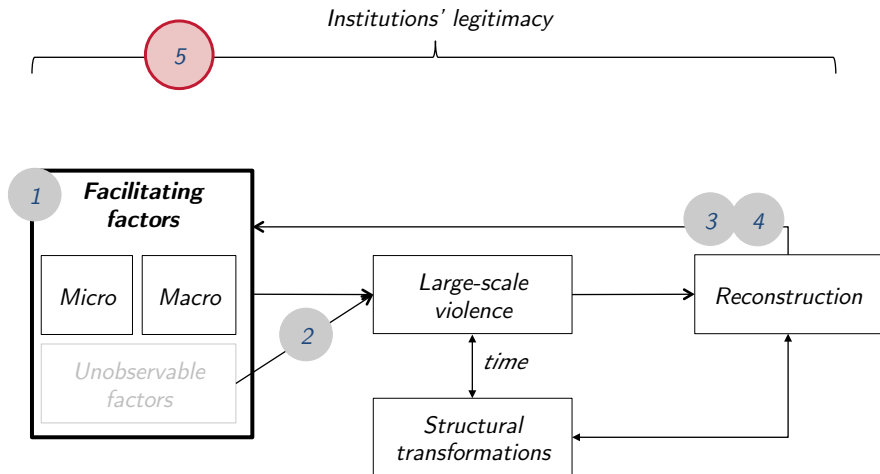 Institutions’ legitimacy
5
1
Facilitating
factors
3
4
Micro
Macro
Large-scale
violence
Reconstruction
2
Unobservable
factors
time
Structural
transformations